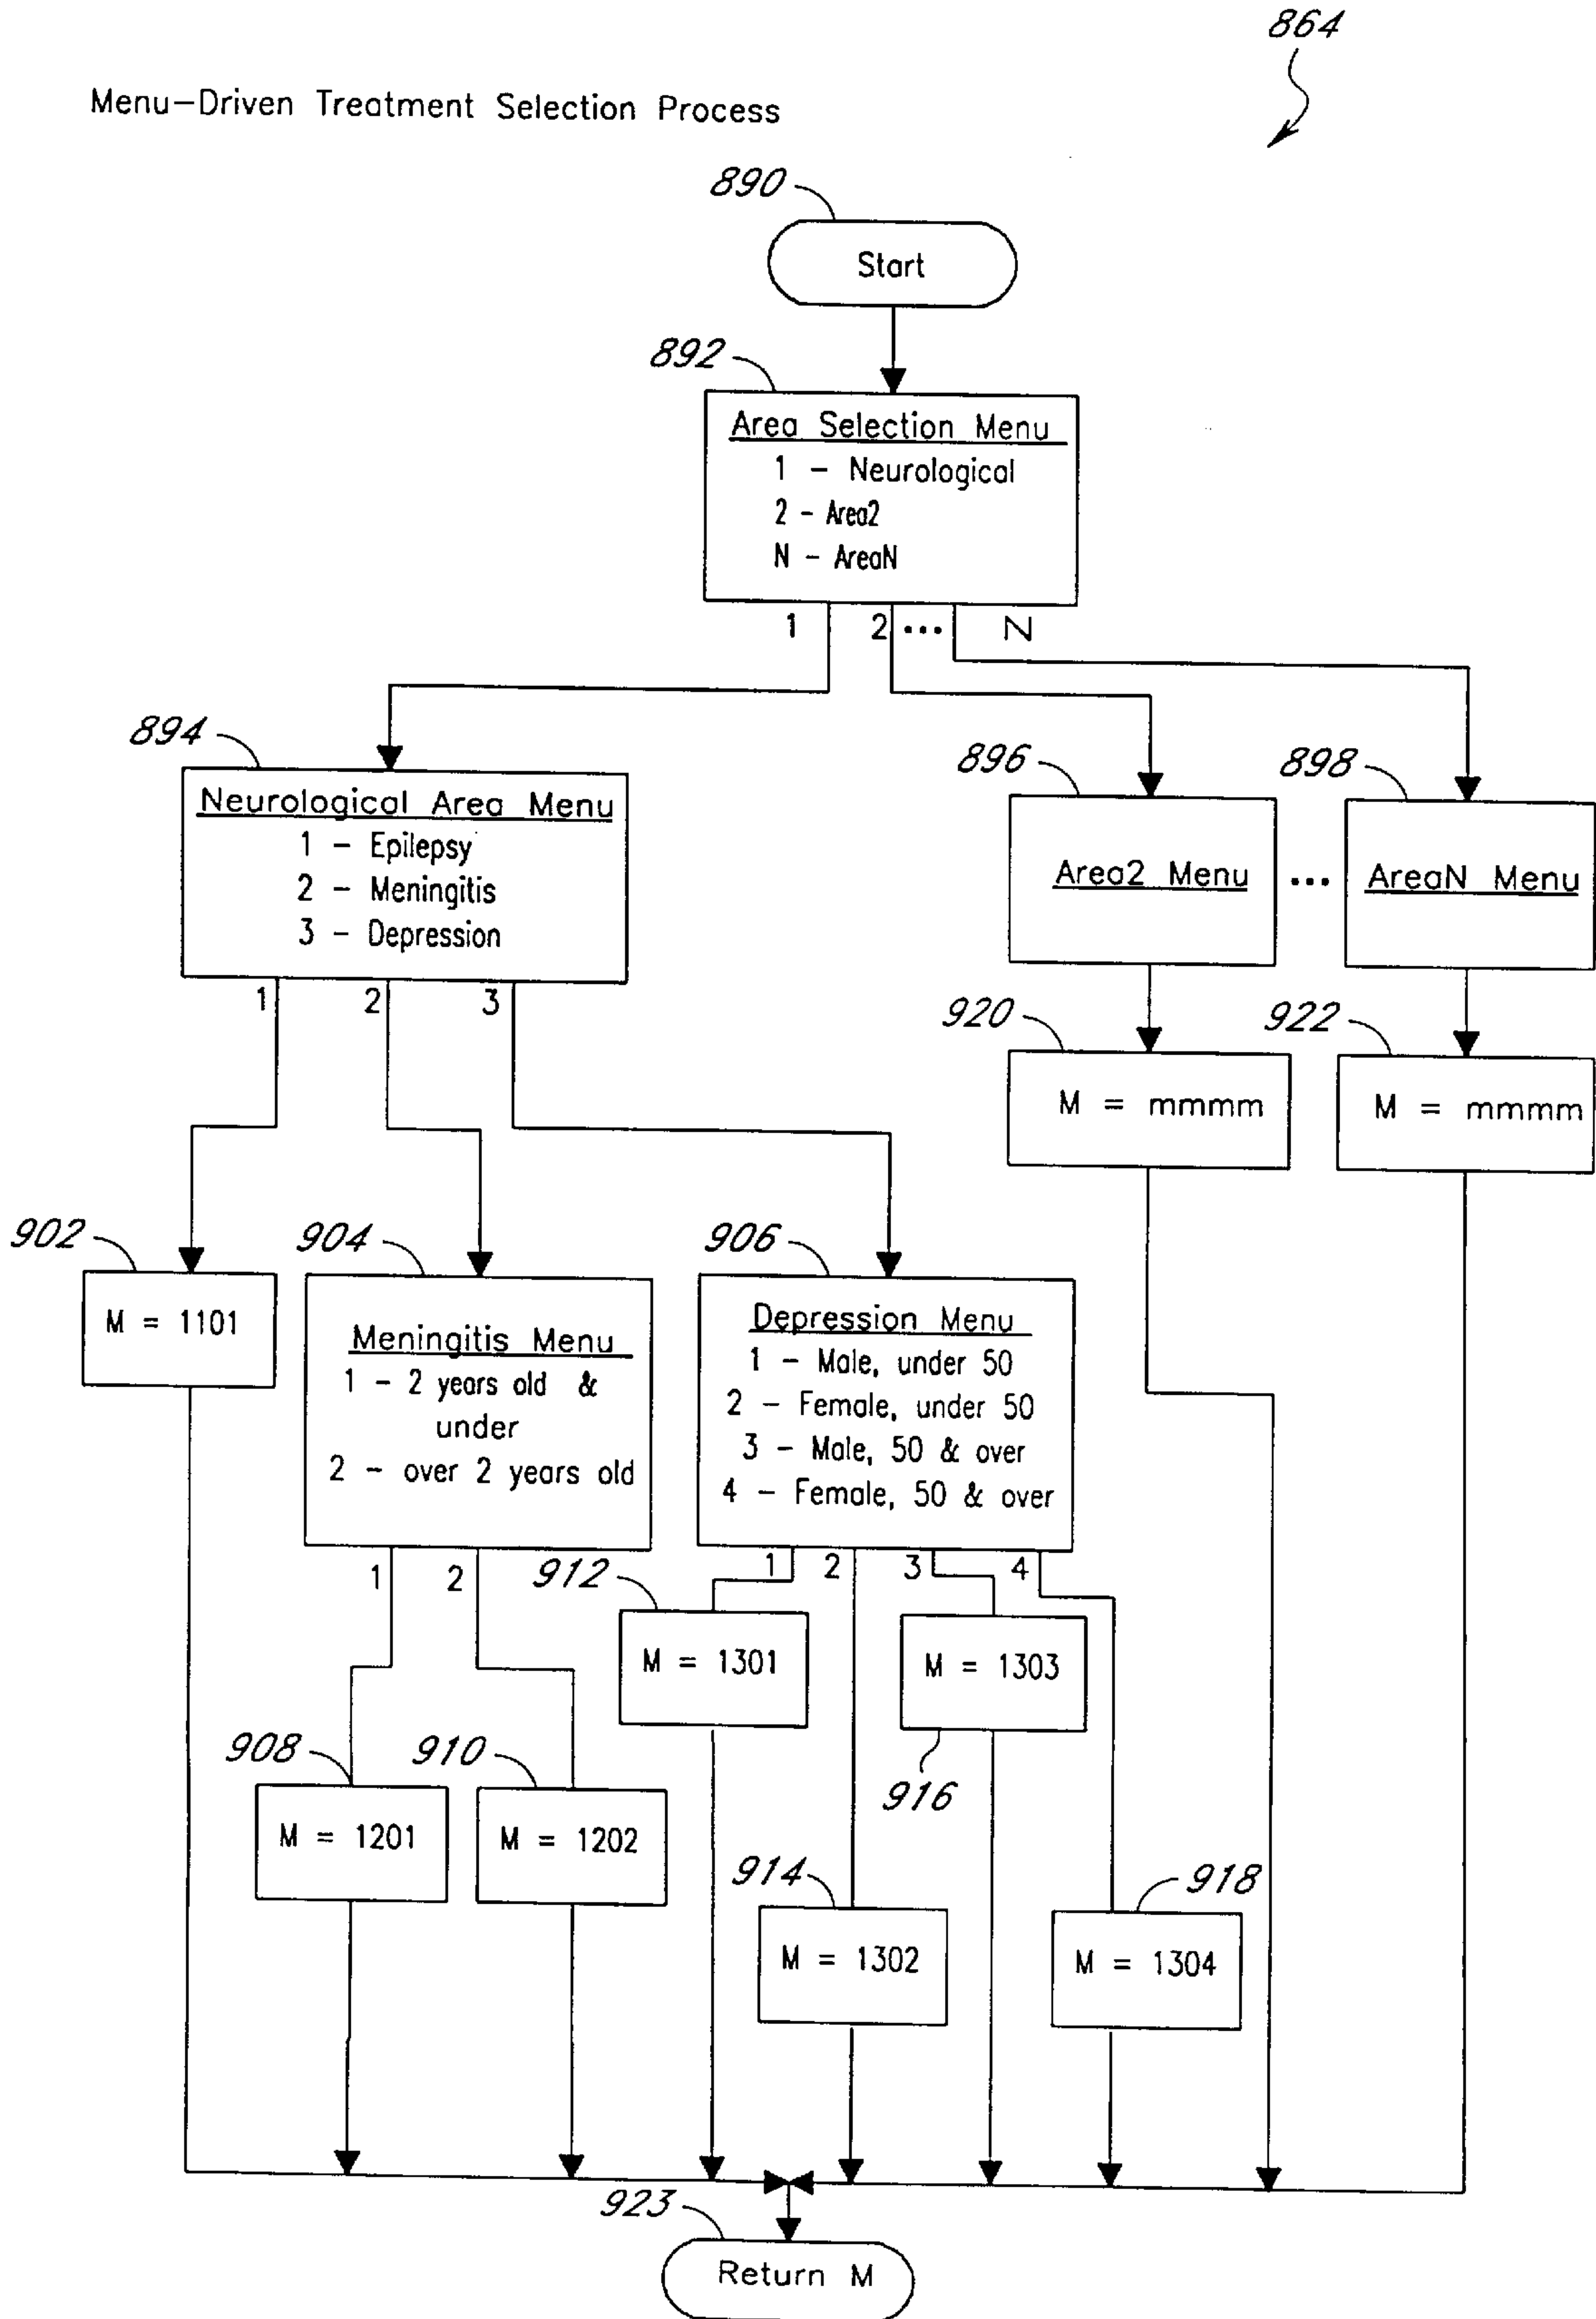 864
Menu-Driven Treatment Selection Process
890
Start
892
Area Selection Menu
1 - Neurological
2 - Area2
N - AreaN
1 2 ... N
894
Neurological Area Menu
1 - Epilepsy
2 - Meningitis
3 - Depression
1 2 3
896
Area2 Menu
...
898
AreaN Menu
920
M = mmmm
922
M = mmmm
902
M = 1101
904
Meningitis Menu
1 - 2 years old &
under
2 - over 2 years old
1 2
906
Depression Menu
1 - Male, under 50
2 - Female, under 50
3 - Male, 50 & over
4 - Female, 50 & over
1 2 3 4
912
M = 1301
M = 1303
916
908
M = 1201
910
M = 1202
914
M = 1302
918
M = 1304
923
Return M